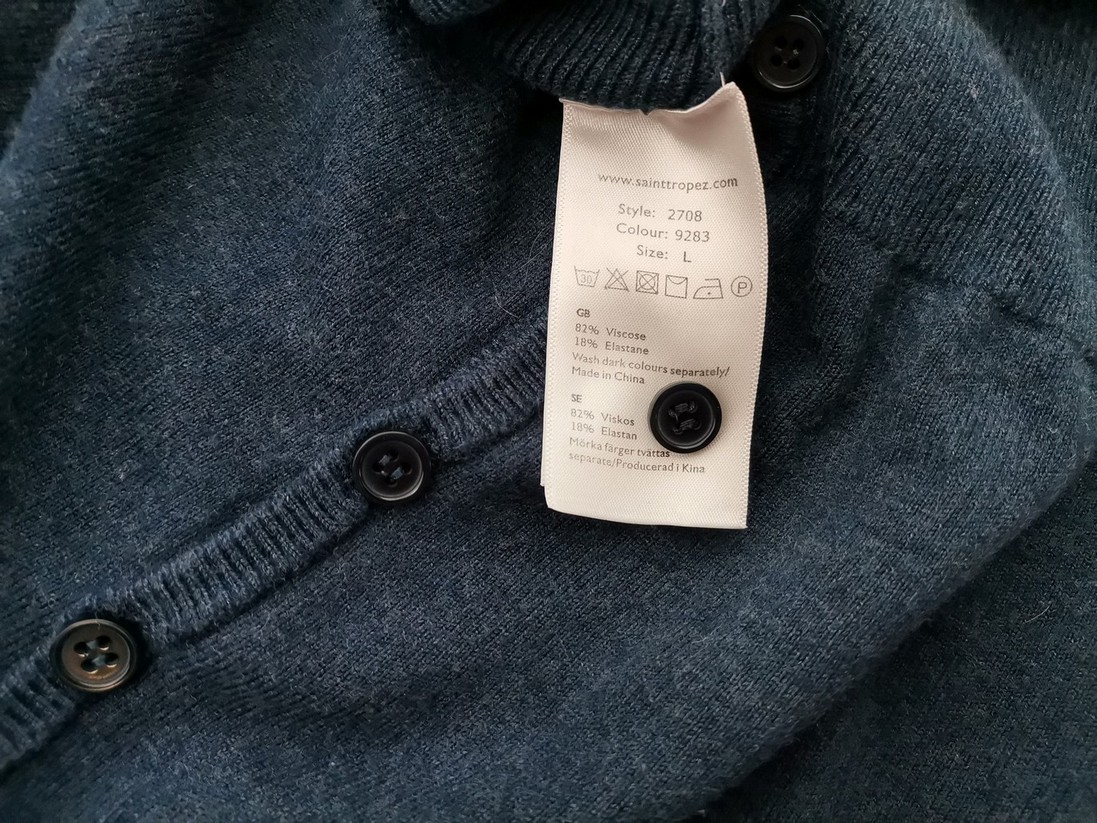 www.sainttropez.com
Style: 2708
Colour: 9283
Size: L
30 P
GB
82% Viscose
18% Elastane
Wash dark colours separately/
Made in China
SE
82% Viskos
18% Elastan
Mörka färger tvättas
separate/Producerad i Kina